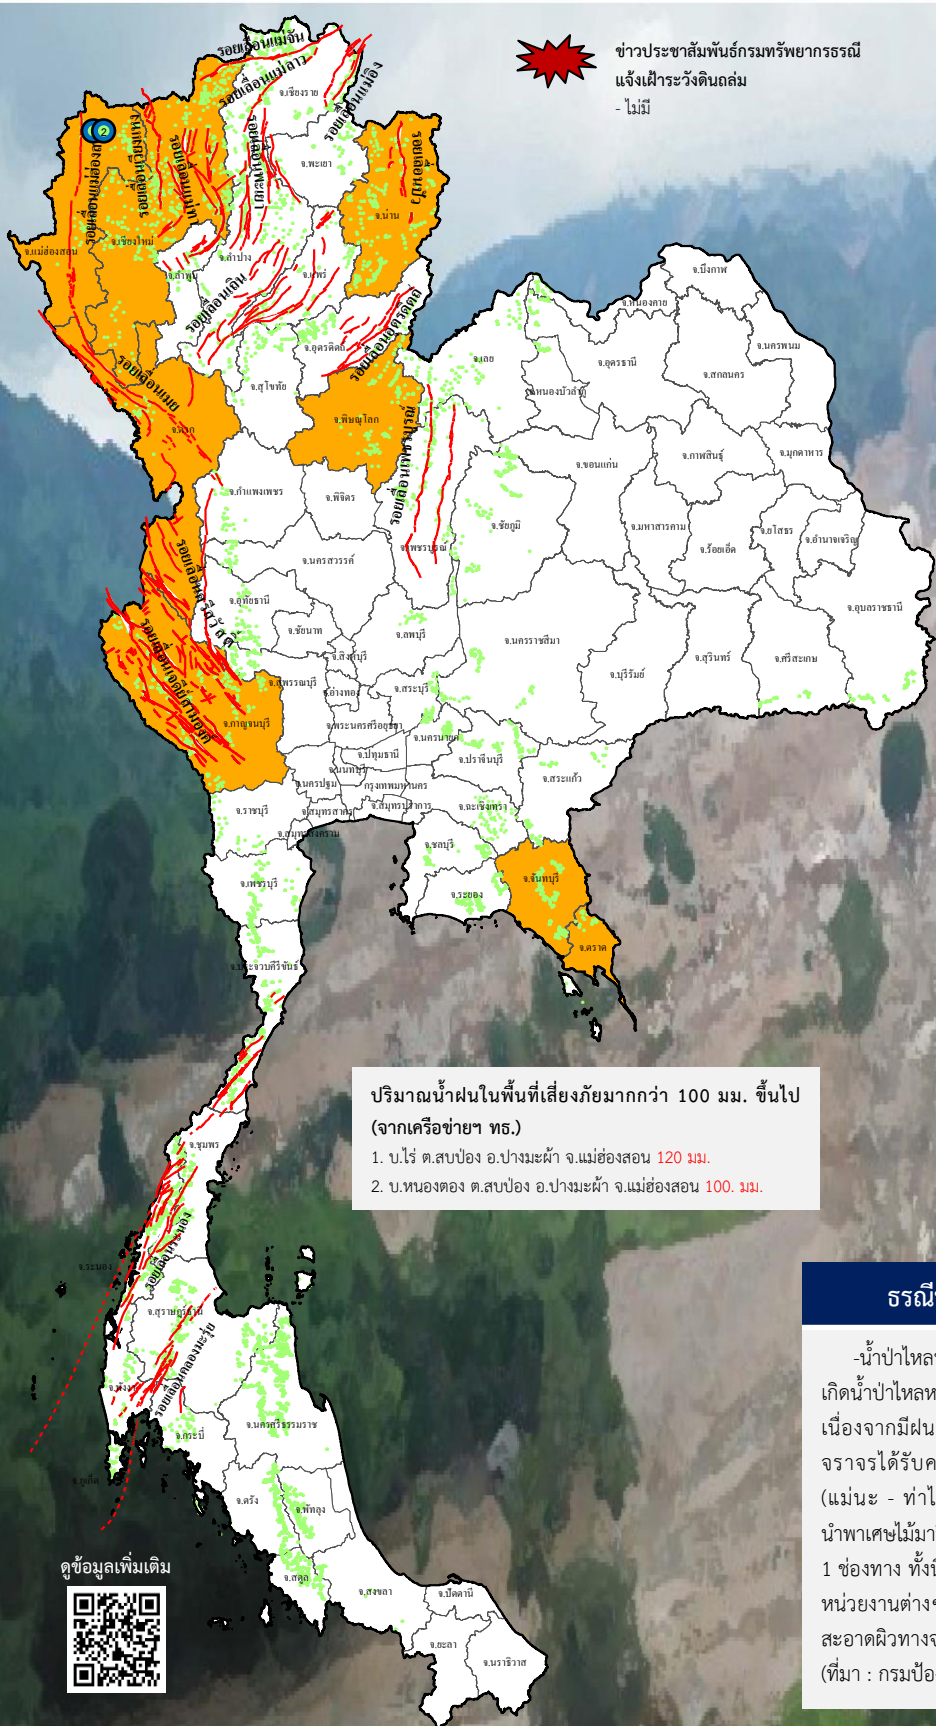 ข่าวประชาสัมพันธ์กรมทรัพยากรธรณี
แจ้งเฝ้าระวังดินถล่ม
- ไม่มี
รอยเลื่อนแม่จัน
รอยเลื่อนแม่ลาว
จ.เชียงราย
รอยเลื่อนแม่อิง
2
รอยเลื่อนแม่ทา
รอยเลื่อนพะเยา
จ.พะเยา
รอยเลื่อนปัว
จ.น่าน
จ.แม่ฮ่องสอน
จ.เชียงใหม่
จ.ลำพูน
จ.ลำปาง
จ.แพร่
รอยเลื่อนเถิน
จ.อุตรดิตถ์
รอยเลื่อนอุตรดิตถ์
จ.บึงกาฬ
จ.หนองคาย
จ.นครพนม
จ.เลย
จ.อุดรธานี
จ.สกลนคร
จ.หนองบัวลำภู
รอยเลื่อนเมย
จ.สุโขทัย
จ.ตาก
จ.พิษณุโลก
รอยเลื่อนเพชรบูรณ์
จ.ขอนแก่น
จ.กาฬสินธุ์
จ.มุกดาหาร
จ.กำแพงเพชร
จ.พิจิตร
จ.ชัยภูมิ
จ.มหาสารคาม
จ.ร้อยเอ็ด
จ.ยโสธร
จ.อำนาจเจริญ
จ.เพชรบูรณ์
จ.นครสวรรค์
รอยเลื่อนศรีสวัสดิ์
จ.อุทัยธานี
จ.ชัยนาท
จ.ลพบุรี
จ.นครราชสีมา
จ.บุรีรัมย์
จ.สุรินทร์
จ.ศรีสะเกษ
จ.อุบลราชธานี
รอยเลื่อนเจดีย์สามองค์
จ.สิงห์บุรี
จ.สุพรรณบุรี
จ.อ่างทอง
จ.สระบุรี
จ.กาญจนบุรี
จ.พระนครศรีอยุธยา
จ.นครนายก
จ.ปทุมธานี
จ.ปราจีนบุรี
จ.สระแก้ว
จ.นนทบุรี
จ.นครปฐม
กรุงเทพมหานคร
จ.ราชบุรี
จ.สมุทรสาคร
จ.สมุทรปราการ
จ.ฉะเชิงเทรา
จ.สมุทรสงคราม
จ.ชลบุรี
จ.เพชรบุรี
จ.ระยอง
จ.จันทบุรี
จ.ตราด
จ.ประจวบคีรีขันธ์
ปริมาณน้ำฝนในพื้นที่เสี่ยงภัยมากกว่า 100 มม. ขึ้นไป
(จากเครือข่ายฯ ทธ.)
1. บ.ไร่ ต.สบป่อง อ.ปางมะผ้า จ.แม่ฮ่องสอน 120 มม.
2. บ.หนองตอง ต.สบป่อง อ.ปางมะผ้า จ.แม่ฮ่องสอน 100. มม.
จ.ชุมพร
จ.ระนอง
รอยเลื่อนระนอง
จ.สุราษฎร์ธานี
รอยเลื่อนคลองมะรุ่ย
จ.พังงา
จ.กระบี่
จ.นครศรีธรรมราช
จ.ภูเก็ต
จ.ตรัง
จ.พัทลุง
จ.สตูล
จ.สงขลา
จ.ปัตตานี
จ.ยะลา
จ.นราธิวาส
ดูข้อมูลเพิ่มเติม
ธรณี
-น้ำป่าไหล
เกิดน้ำป่าไหลห
เนื่องจากมีฝน
จราจรได้รับค
(แม่นะ - ท่าไ
นำพาเศษไม้มา
1 ช่องทาง ทั้งนี้
หน่วยงานต่างๆ
สะอาดผิวทางจ
(ที่มา : กรมป้อ